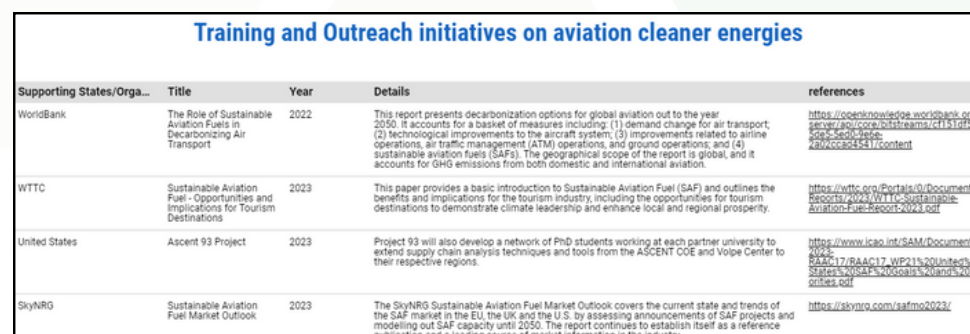 Training and Outreach initiatives on aviation cleaner energies
Supporting States/Orga... Title Year Details references
WorldBank
The Role of Sustainable
Aviation Fuels in
Decarbonizing Air
Transport
2022
This report presents decarbonization options for global aviation out to the year
2050. It accounts for a basket of measures including: (1) demand change for air transport;
(2) technological improvements to the aircraft system; (3) improvements related to airline
operations, air traffic management (ATM) operations, and ground operations; and (4)
sustainable aviation fuels (SAFs). The geographical scope of the report is global, and it
accounts for GHG emissions from both domestic and international aviation.
https://openknowledge.worldbank.or
server/api/core/bitstreams/cf151df
5de5-5ed0-9e6e-
2a02ccad4541/content
WTTC
Sustainable Aviation
Fuel - Opportunities and
Implications for Tourism
Destinations
2023
This paper provides a basic introduction to Sustainable Aviation Fuel (SAF) and outlines the
benefits and implications for the tourism industry, including the opportunities for tourism
destinations to demonstrate climate leadership and enhance local and regional prosperity.
https://wttc.org/Portals/0/Document
Reports/2023/WTTC-Sustainable-
Aviation-Fuel-Report-2023.pdf
United States
Ascent 93 Project
2023
Project 93 will also develop a network of PhD students working at each partner university to
extend supply chain analysis techniques and tools from the ASCENT COE and Volpe Center to
their respective regions.
https://www.icao.int/SAM/Document
2023-
RAAC17/RAAC17_WP21%20United%
States%20SAF%20Goals%20and%20
orities.pdf
SkyNRG
Sustainable Aviation
Fuel Market Outlook
2023
The SkyNRG Sustainable Aviation Fuel Market Outlook covers the current state and trends of
the SAF market in the EU, the UK and the U.S. by assessing announcements of SAF projects and
modelling out SAF capacity until 2050. The report continues to establish itself as a reference
publication and a leading source of market information in the industry.
https://skynrg.com/safmo2023/